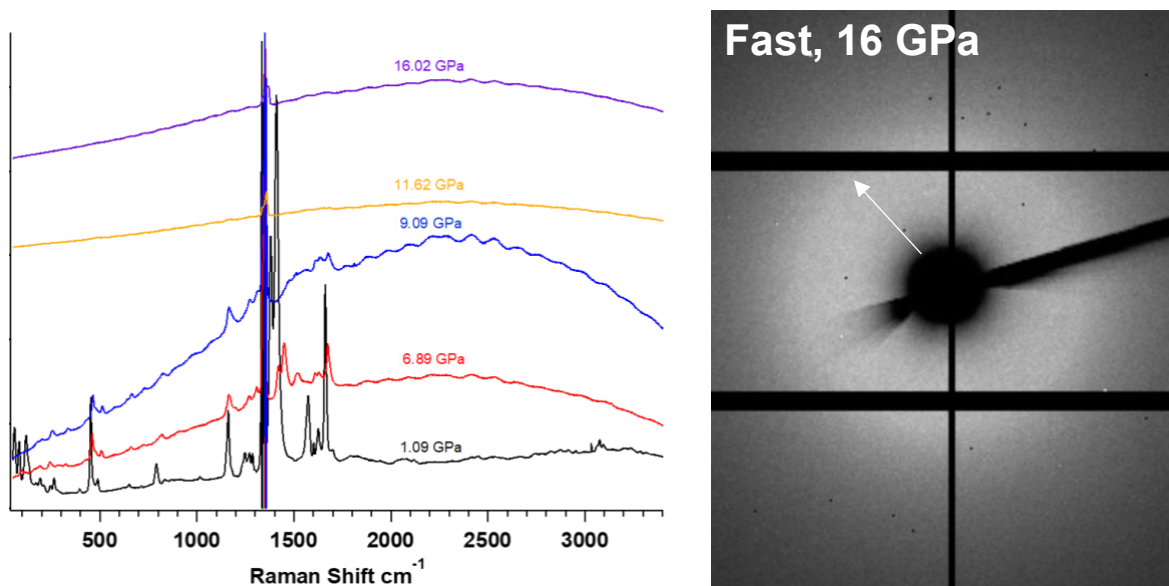 16.02 GPa
11.62 GPa
9.09 GPa
6.89 GPa
1.09 GPa
500 1000 1500 2000 2500 3000
Raman Shift cm-1
Fast, 16 GPa